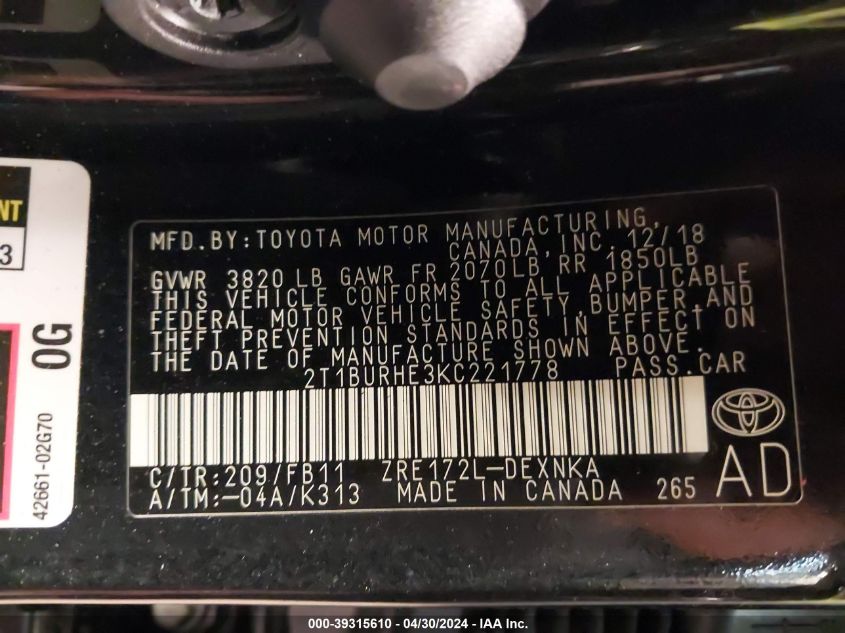 MFD.BY:TOYOTA MOTOR MANUFACTURING,
CANADA, INC. 12/18
GVWR 3820 LB GAWR FR 2070LB RR 1850LB
THIS VEHICLE CONFORMS TO ALL APPLICABLE
FEDERAL MOTOR VEHICLE SAFETY,BUMPER,AND
THEFT PREVENTION STANDARDS IN EFFECT ON
THE DATE OF MANUFACTURE SHOWN ABOVE.
2T1BURHE3KC221778 PASS.CAR
C/TR:209/FB11 ZRE172L-DEXNKA
A/TM:-04A/K313 MADE IN CANADA 265
AD
NT
3
0G
42661-02G70
000-39315610 - 04/30/2024 - IAA Inc.